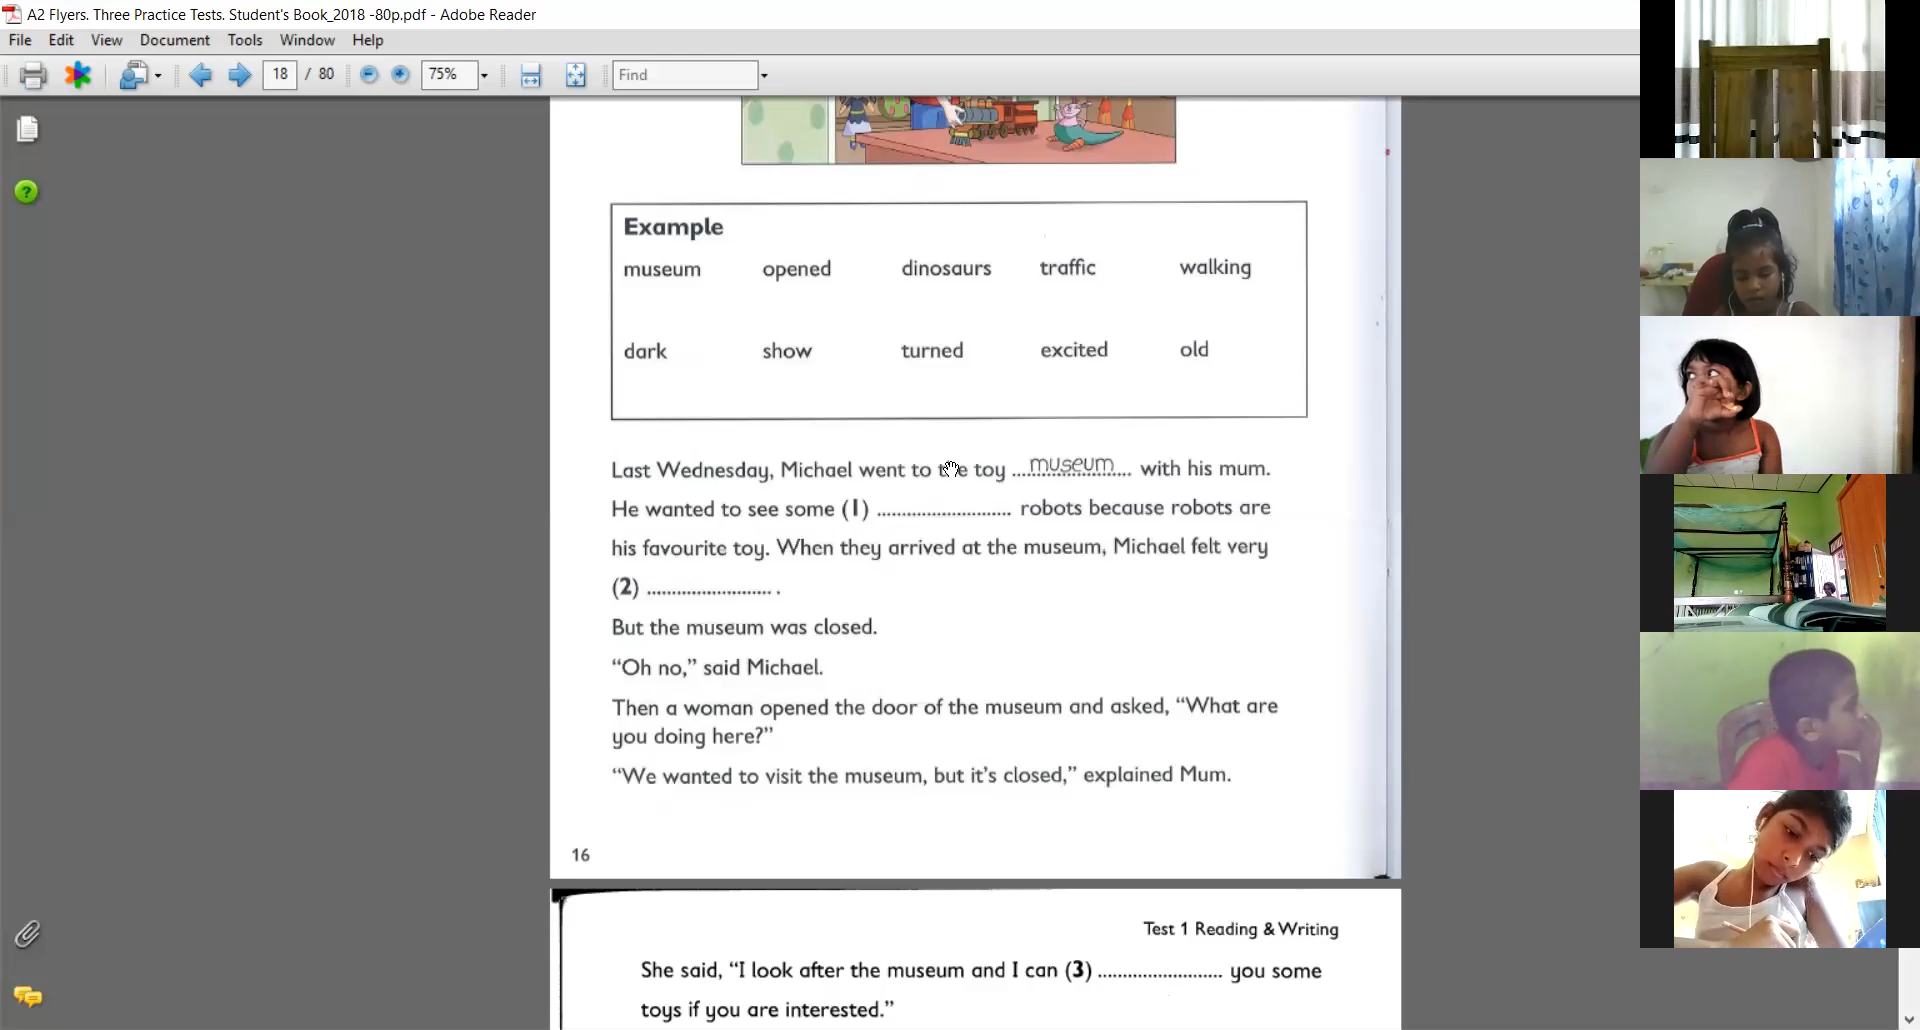 A2 Flyers. Three Practice Tests. Student's Book_2018 -80p.pdf - Adobe Reader
File Edit View Document Tools Window Help
18 / 80 75% Find
Example
museum opened dinosaurs traffic walking
dark show turned excited old
Last Wednesday, Michael went to the toy ....museum.... with his mum.
He wanted to see some (1) .......................... robots because robots are
his favourite toy. When they arrived at the museum, Michael felt very
(2) ......................... .
But the museum was closed.
“Oh no,” said Michael.
Then a woman opened the door of the museum and asked, “What are
you doing here?”
“We wanted to visit the museum, but it’s closed,” explained Mum.
16
Test 1 Reading & Writing
She said, “I look after the museum and I can (3) ......................... you some
toys if you are interested.”